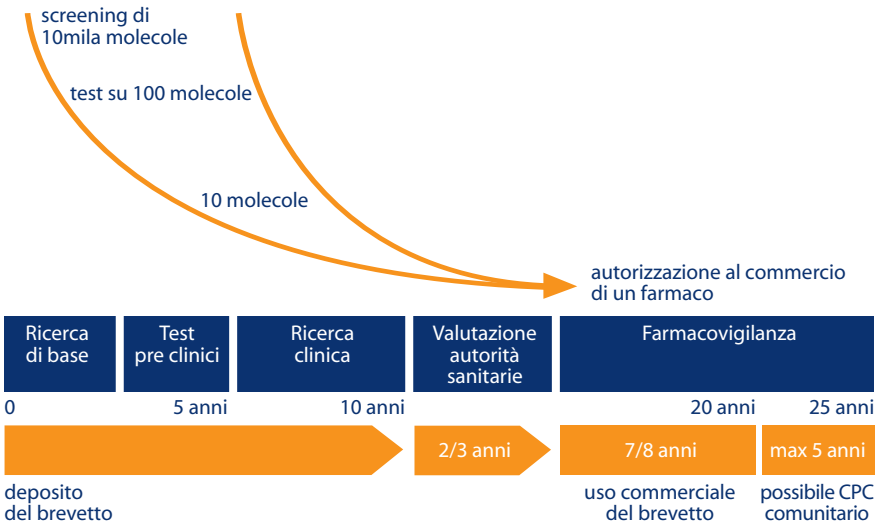 screening di
10mila molecole
test su 100 molecole
10 molecole
autorizzazione al commercio
di un farmaco
Ricerca
di base
Test
pre clinici
Ricerca
clinica
Valutazione
autorità
sanitarie
Farmacovigilanza
0
5 anni
10 anni
20 anni
25 anni
2/3 anni
7/8 anni
max 5 anni
deposito
del brevetto
uso commerciale
del brevetto
possibile CPC
comunitario